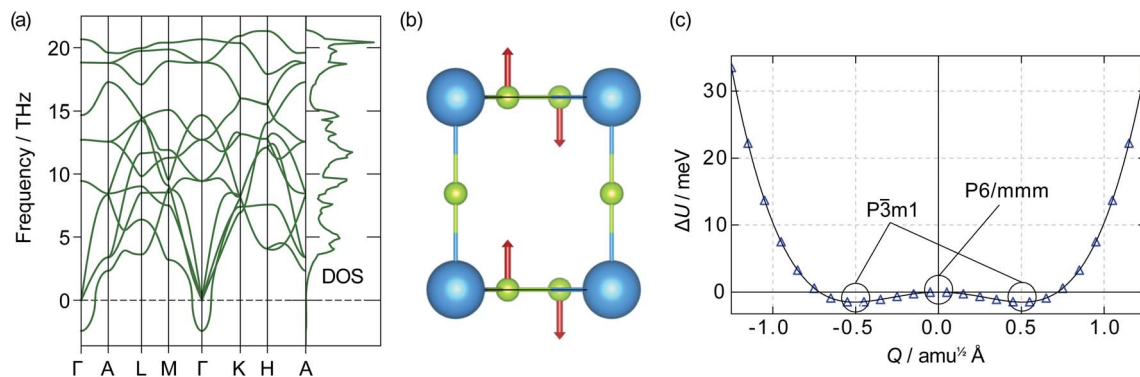 (a)
20
15
10
5
0
Frequency / THz
DOS
Γ A L M Γ K H A
(b)
(c)
30
20
10
0
ΔU / meV
P6/mmm
P3̅m1
-1.0 -0.5 0.0 0.5 1.0
Q / amu½ Å